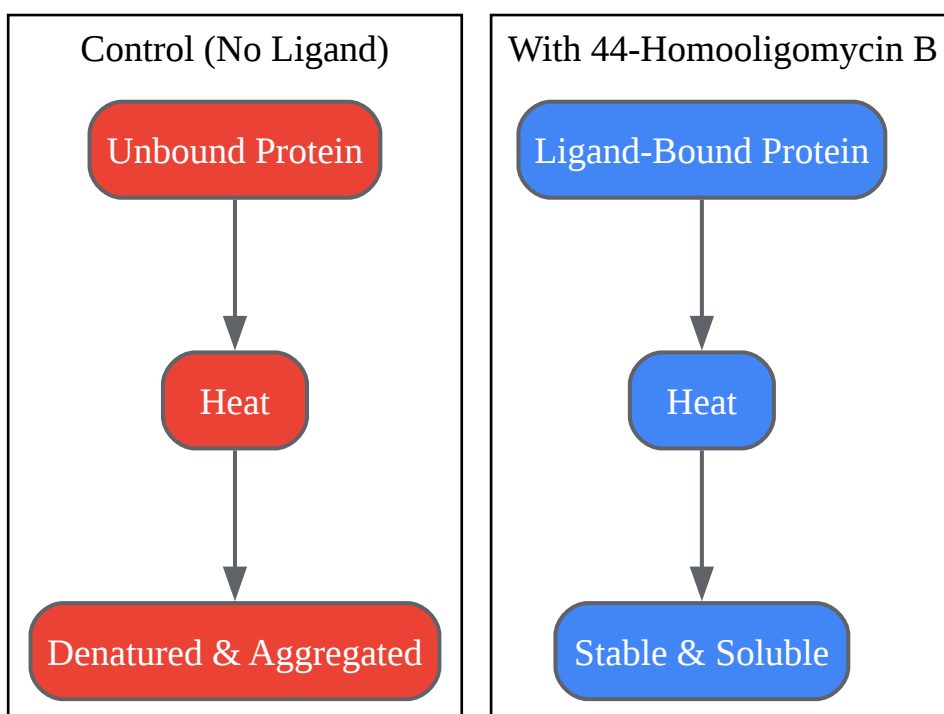 Control (No Ligand)
Unbound Protein
Heat
Denatured & Aggregated
With 44-Homooligomycin B
Ligand-Bound Protein
Heat
Stable & Soluble